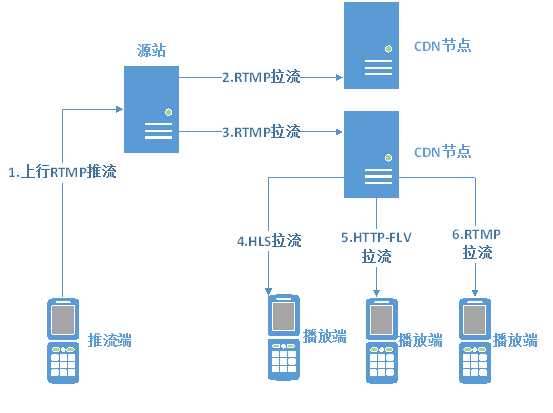 CDN节点
源站
2.RTMP拉流
3.RTMP拉流
CDN节点
1.上行RTMP推流
4.HLS拉流
5.HTTP-FLV
拉流
6.RTMP
拉流
推流端
播放端
播放端
播放端